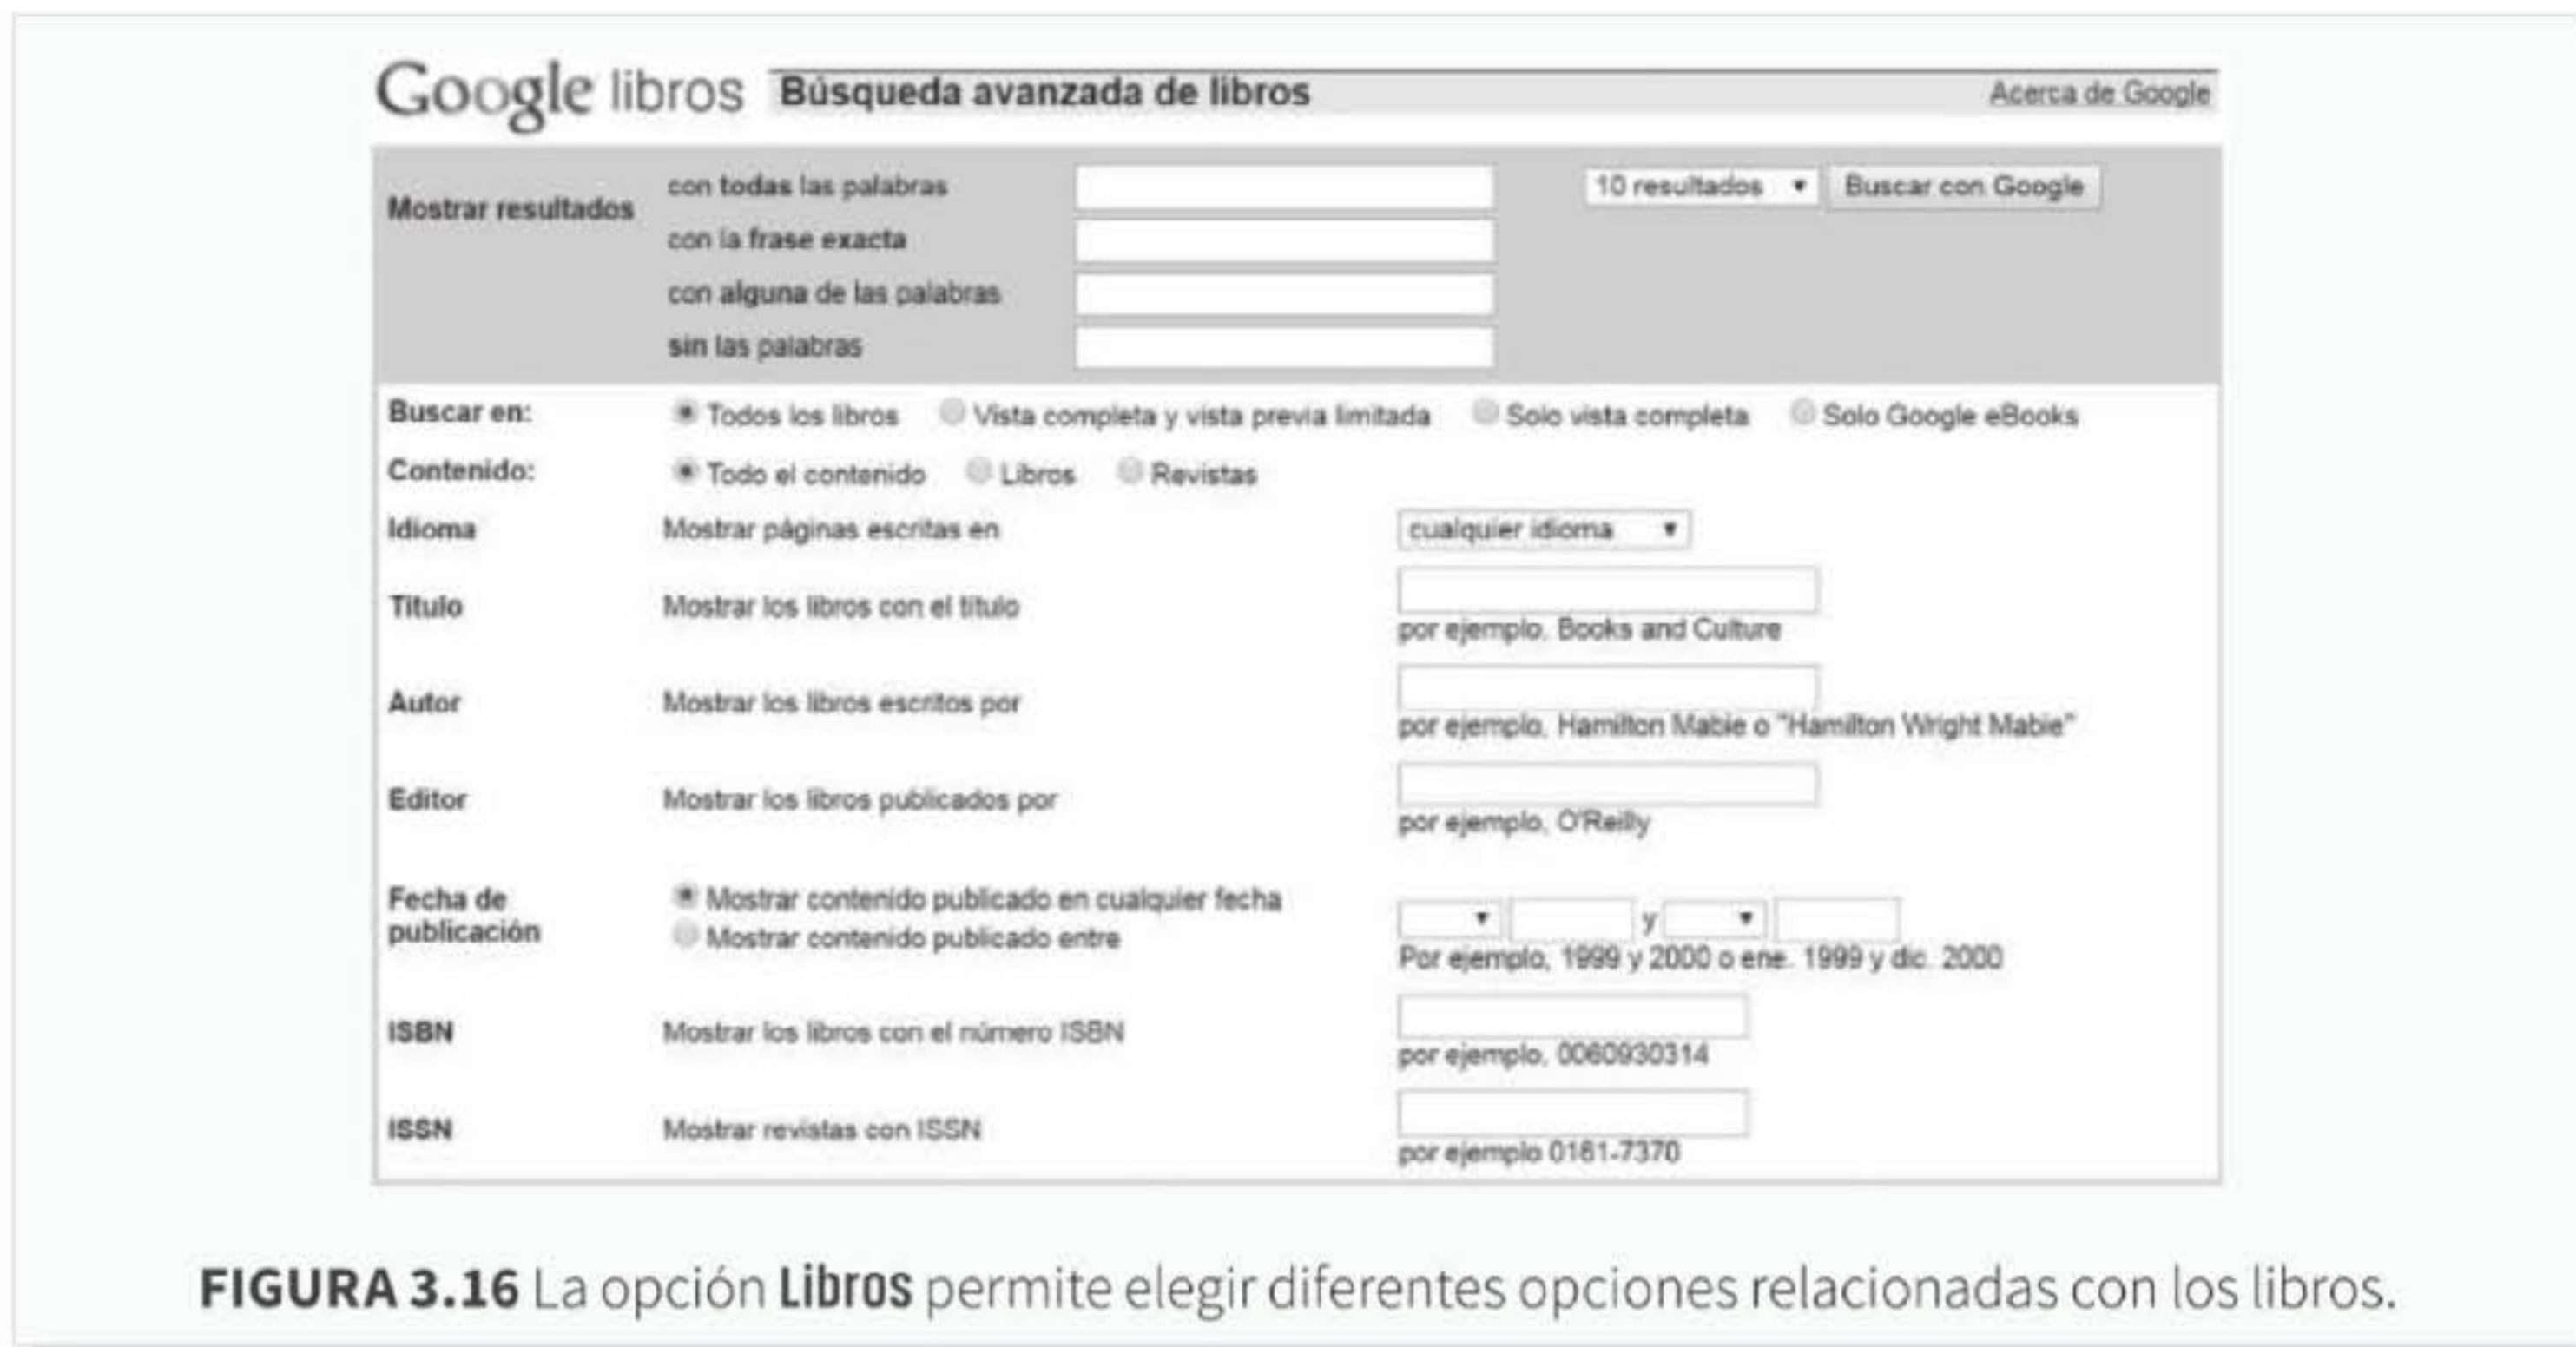 Google libros Búsqueda avanzada de libros Acerca de Google
Mostrar resultados
con todas las palabras 10 resultados Buscar con Google
con la frase exacta
con alguna de las palabras
sin las palabras
Buscar en: Todos los libros Vista completa y vista previa limitada Solo vista completa Solo Google eBooks
Contenido: Todo el contenido Libros Revistas
Idioma Mostrar páginas escritas en cualquier idioma
Título Mostrar los libros con el título
por ejemplo, Books and Culture
Autor Mostrar los libros escritos por
por ejemplo, Hamilton Mabie o "Hamilton Wright Mabie"
Editor Mostrar los libros publicados por
por ejemplo, O'Reilly
Fecha de publicación
Mostrar contenido publicado en cualquier fecha
Mostrar contenido publicado entre y
Por ejemplo, 1999 y 2000 o ene. 1999 y dic. 2000
ISBN Mostrar los libros con el número ISBN
por ejemplo, 0060930314
ISSN Mostrar revistas con ISSN
por ejemplo 0161-7370
FIGURA 3.16 La opción Libros permite elegir diferentes opciones relacionadas con los libros.